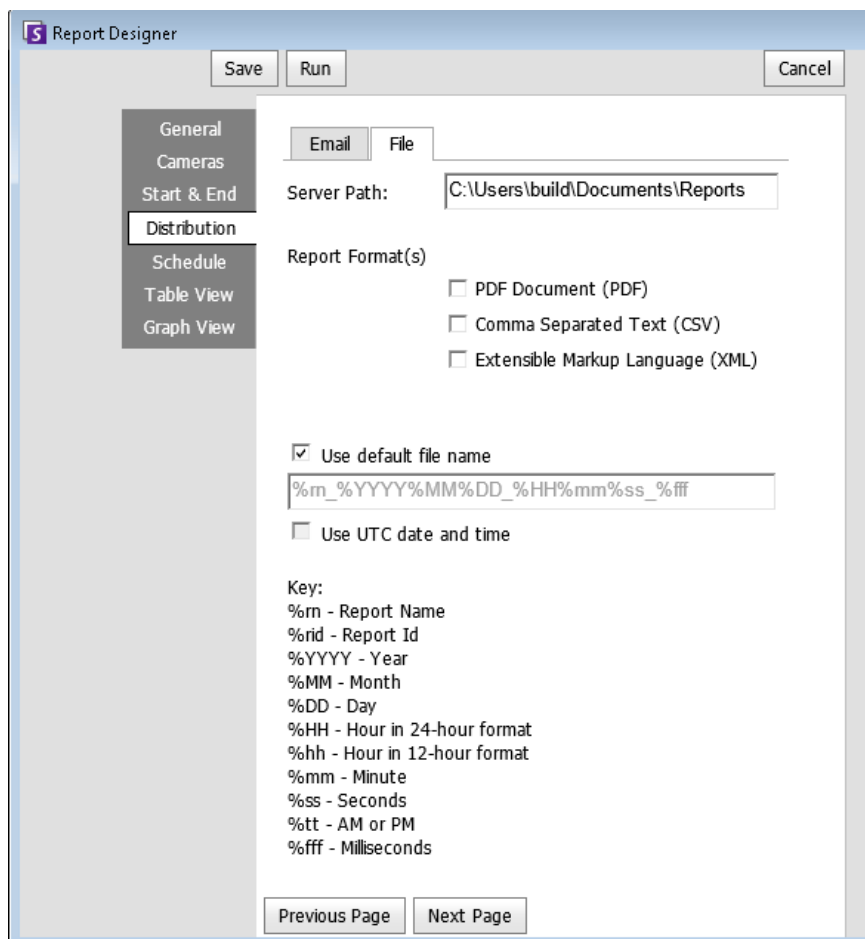 Report Designer
Save Run Cancel
General
Cameras
Start & End
Distribution
Schedule
Table View
Graph View
Email File
Server Path: C:\Users\build\Documents\Reports
Report Format(s)
PDF Document (PDF)
Comma Separated Text (CSV)
Extensible Markup Language (XML)
Use default file name
%rn_%YYYY%MM%DD_%HH%mm%ss_%fff
Use UTC date and time
Key:
%rn - Report Name
%rid - Report Id
%YYYY - Year
%MM - Month
%DD - Day
%HH - Hour in 24-hour format
%hh - Hour in 12-hour format
%mm - Minute
%ss - Seconds
%tt - AM or PM
%fff - Milliseconds
Previous Page Next Page